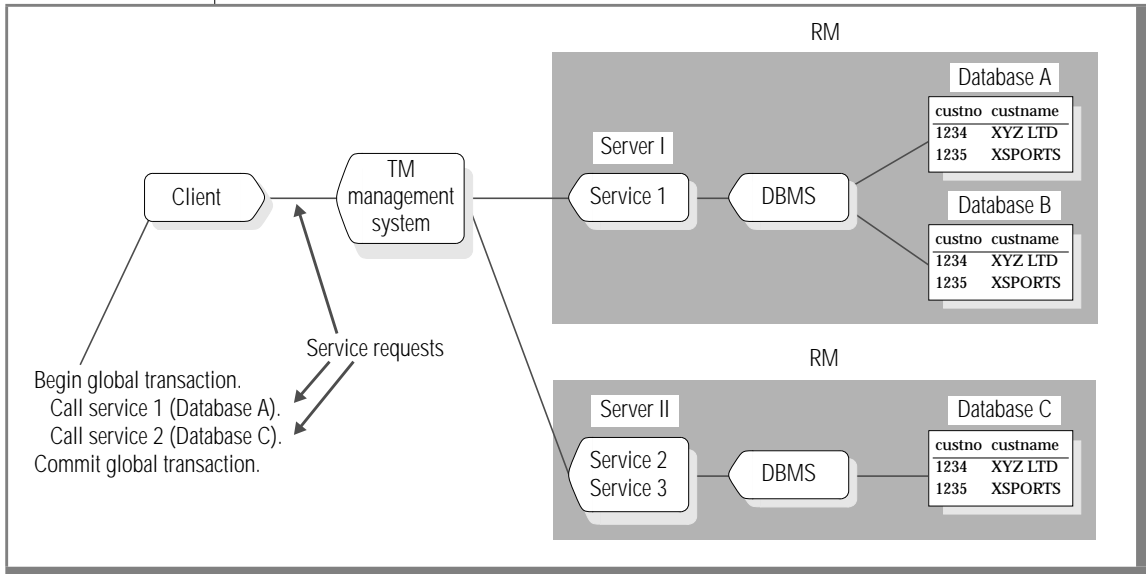 RM
Database A
custno custname
1234 XYZ LTD
1235 XSPORTS
Server I
Service 1
DBMS
Database B
custno custname
1234 XYZ LTD
1235 XSPORTS
Client
TM
management
system
Service requests
Begin global transaction.
Call service 1 (Database A).
Call service 2 (Database C).
Commit global transaction.
RM
Server II
Service 2
Service 3
DBMS
Database C
custno custname
1234 XYZ LTD
1235 XSPORTS